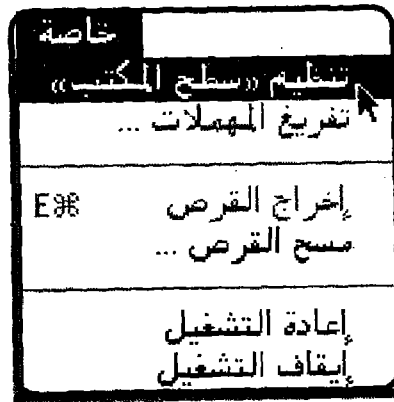 خاصة
تنظيم «سطح المكتب»
تفريغ المهملات ...
إخراج القرص E⌘
مسح القرص ...
إعادة التشغيل
إيقاف التشغيل